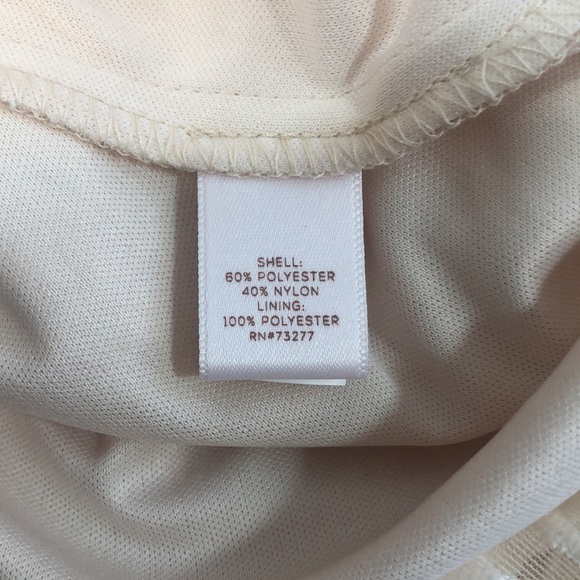 SHELL:
60% POLYESTER
40% NYLON
LINING:
100% POLYESTER
RN#73277